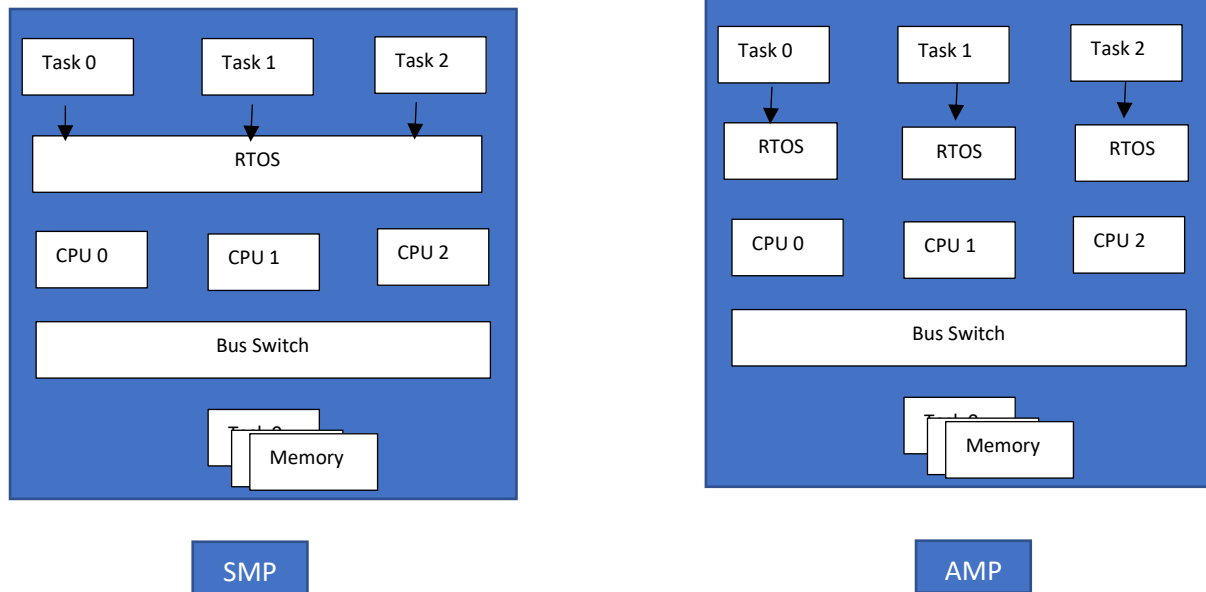 Task 0
Task 1
Task 2
RTOS
CPU 0
CPU 1
CPU 2
Bus Switch
Memory
SMP
Task 0
Task 1
Task 2
RTOS
RTOS
RTOS
CPU 0
CPU 1
CPU 2
Bus Switch
Memory
AMP